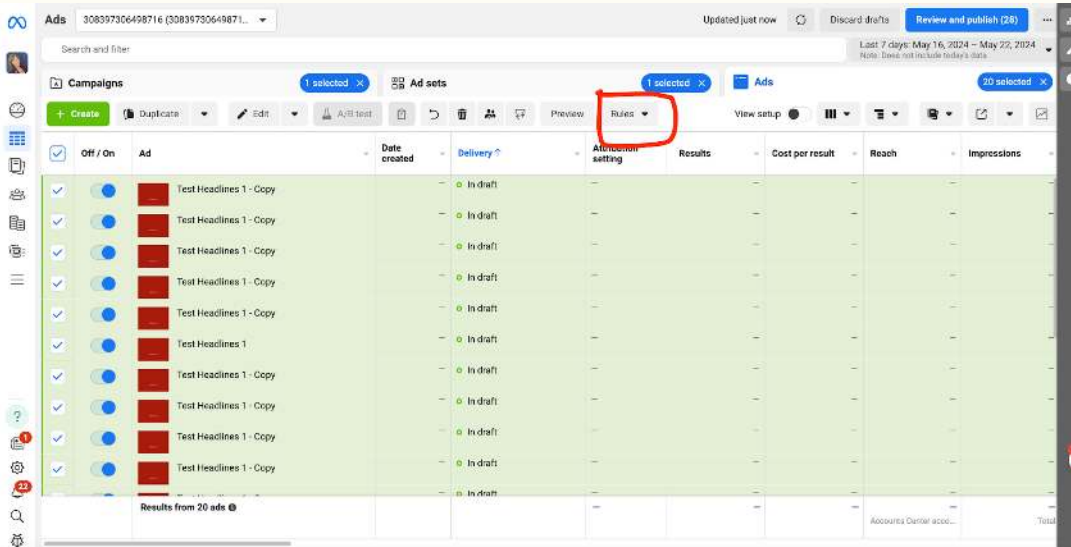 Ads 308397306498716 (30839730649871... Updated just now Discard drafts Review and publish (28)
Search and filter
Last 7 days: May 16, 2024 – May 22, 2024
Note: Does not include today's data
Campaigns 1 selected × Ad sets 1 selected × Ads 20 selected ×
+ Create Duplicate Edit A/B test Preview Rules View setup
Off / On Ad Date created Delivery ↑ Attribution setting Results Cost per result Reach Impressions
Test Headlines 1 - Copy — In draft — — — — —
Test Headlines 1 - Copy — In draft — — — — —
Test Headlines 1 - Copy — In draft — — — — —
Test Headlines 1 - Copy — In draft — — — — —
Test Headlines 1 - Copy — In draft — — — — —
Test Headlines 1 — In draft — — — — —
Test Headlines 1 - Copy — In draft — — — — —
Test Headlines 1 - Copy — In draft — — — — —
Test Headlines 1 - Copy — In draft — — — — —
Test Headlines 1 - Copy — In draft — — — — —
In draft
Results from 20 ads — — — —
Accounts Center acco... Total
?
1
22